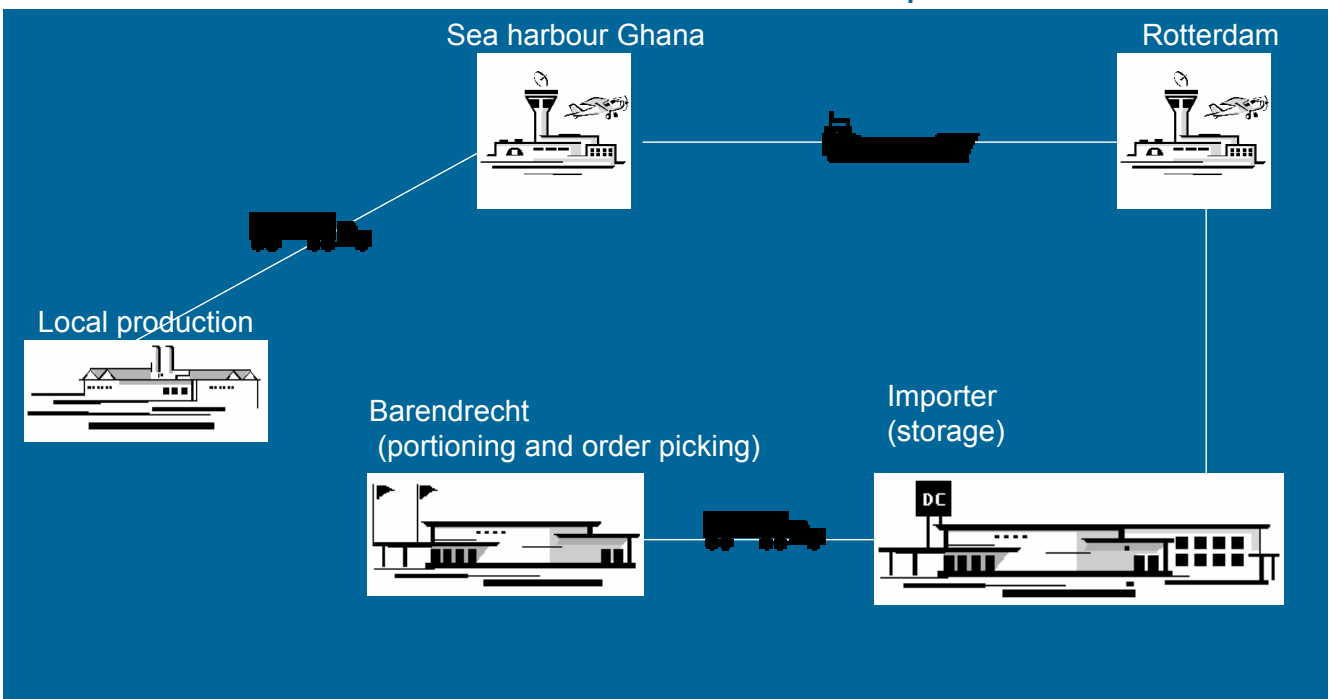 Sea harbour Ghana
Rotterdam
Local production
Importer
(storage)
Barendrecht
(portioning and order picking)
DC